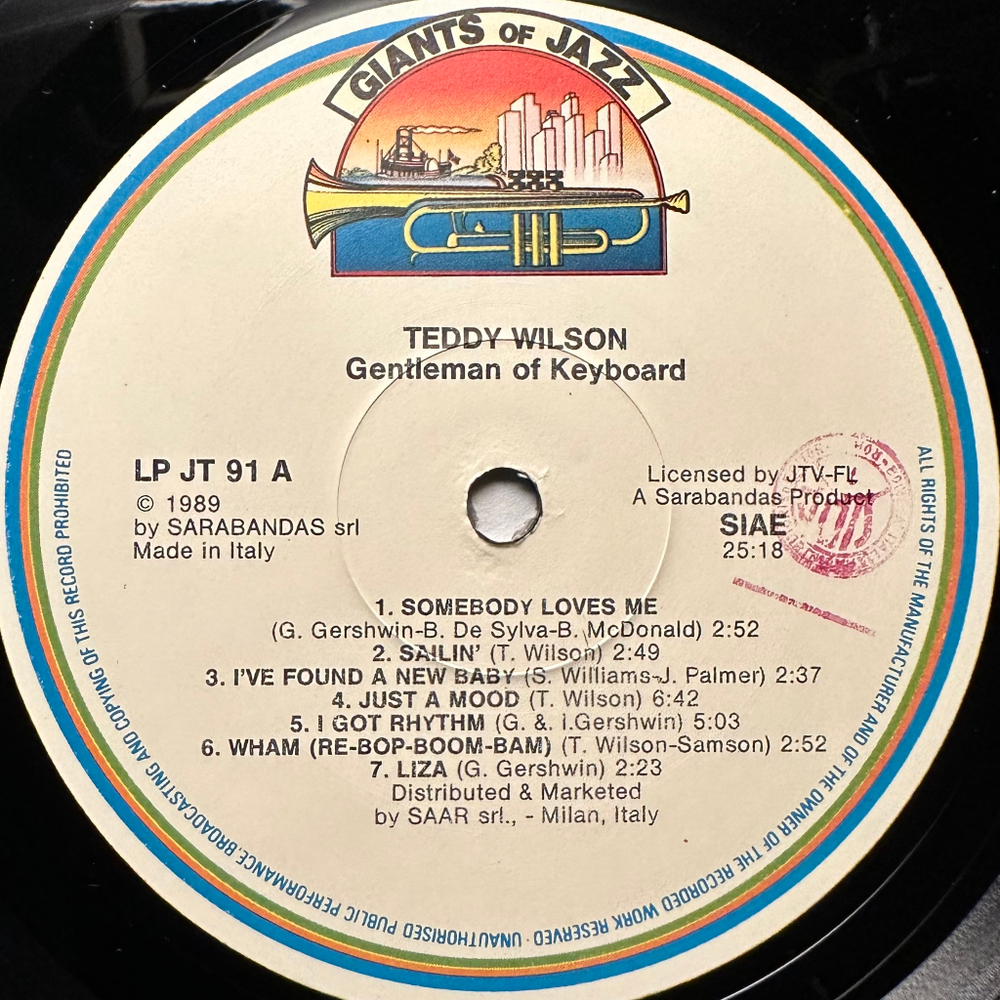 GIANTS OF JAZZ
TEDDY WILSON
Gentleman of Keyboard
LP JT 91 A
© 1989
by SARABANDAS srl
Made in Italy
Licensed by JTV-FL
A Sarabandas Product
SIAE
25:18
1. SOMEBODY LOVES ME
(G. Gershwin-B. De Sylva-B. McDonald) 2:52
2. SAILIN' (T. Wilson) 2:49
3. I'VE FOUND A NEW BABY (S. Williams-J. Palmer) 2:37
4. JUST A MOOD (T. Wilson) 6:42
5. I GOT RHYTHM (G. & I.Gershwin) 5:03
6. WHAM (RE-BOP-BOOM-BAM) (T. Wilson-Samson) 2:52
7. LIZA (G. Gershwin) 2:23
Distributed & Marketed
by SAAR srl., - Milan, Italy
ALL RIGHTS OF THE MANUFACTURER AND OF THE OWNER OF THE RECORDED WORK RESERVED · UNAUTHORISED PUBLIC PERFORMANCE, BROADCASTING AND COPYING OF THIS RECORD PROHIBITED